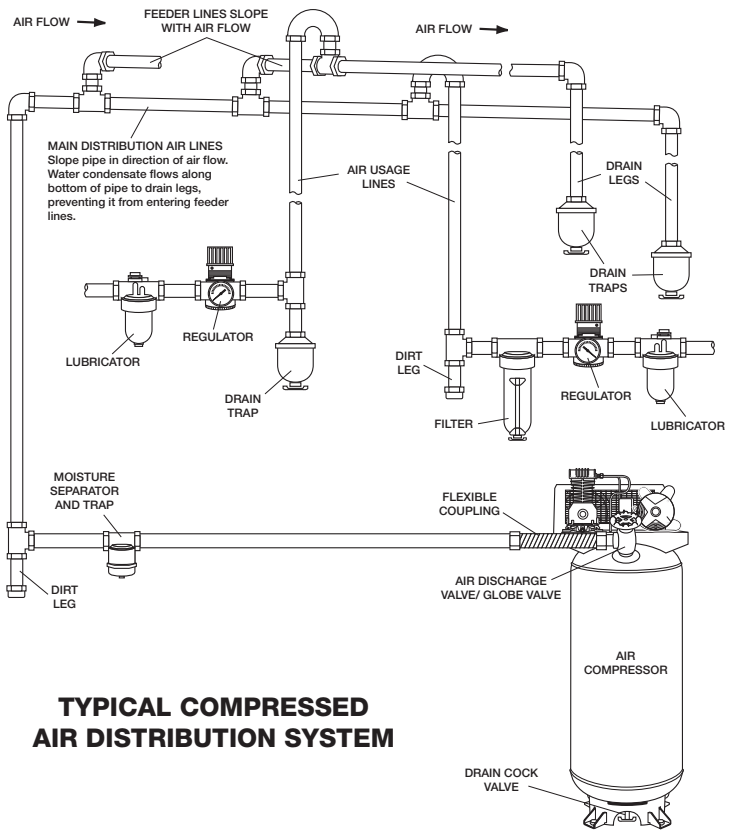 AIR FLOW
FEEDER LINES SLOPE
WITH AIR FLOW
AIR FLOW
MAIN DISTRIBUTION AIR LINES
Slope pipe in direction of air flow.
Water condensate flows along
bottom of pipe to drain legs,
preventing it from entering feeder
lines.
AIR USAGE
LINES
DRAIN
LEGS
DRAIN
TRAPS
LUBRICATOR
REGULATOR
DRAIN
TRAP
DIRT
LEG
FILTER
REGULATOR
LUBRICATOR
MOISTURE
SEPARATOR
AND TRAP
FLEXIBLE
COUPLING
DIRT
LEG
AIR DISCHARGE
VALVE/ GLOBE VALVE
AIR
COMPRESSOR
TYPICAL COMPRESSED
AIR DISTRIBUTION SYSTEM
DRAIN COCK
VALVE